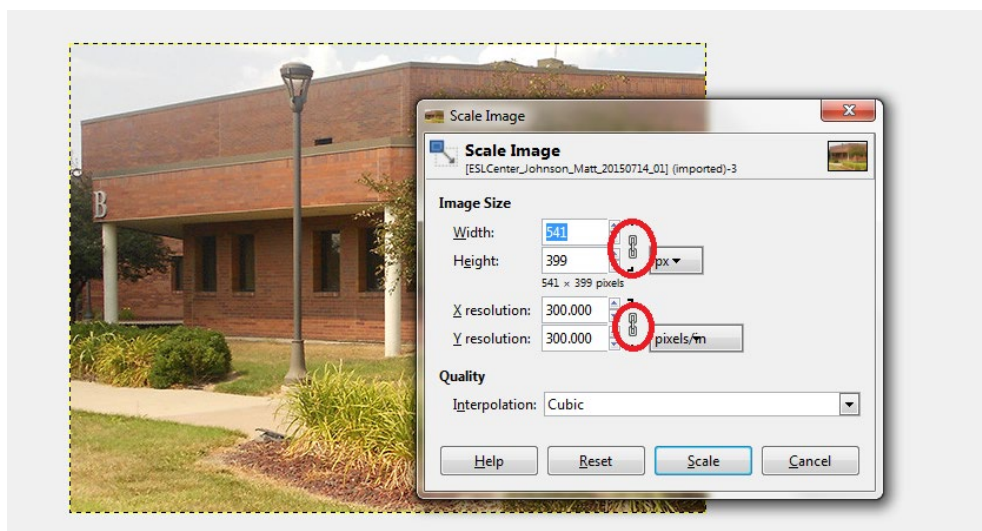 B
Scale Image
Scale Image
[ESLCenter_Johnson_Matt_20150714_01] (imported)-3
Image Size
Width: 541
Height: 399 px
541 × 399 pixels
X resolution: 300.000
Y resolution: 300.000 pixels/in
Quality
Interpolation: Cubic
Help Reset Scale Cancel